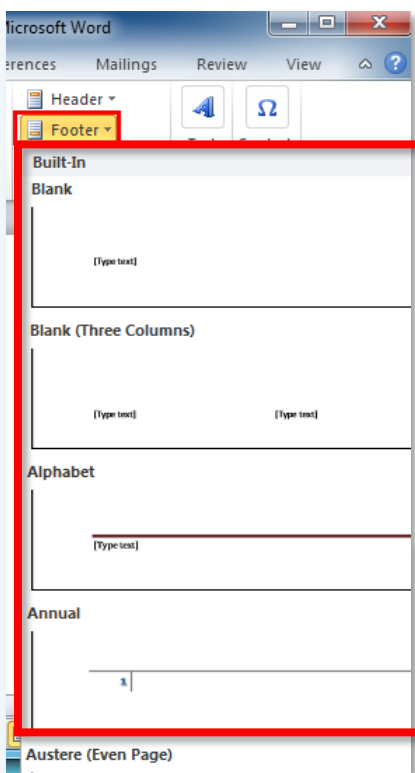 Microsoft Word
erences Mailings Review View
Header
Footer
Built-In
Blank
[Type text]
Blank (Three Columns)
[Type text] [Type text]
Alphabet
[Type text]
Annual
1
Austere (Even Page)